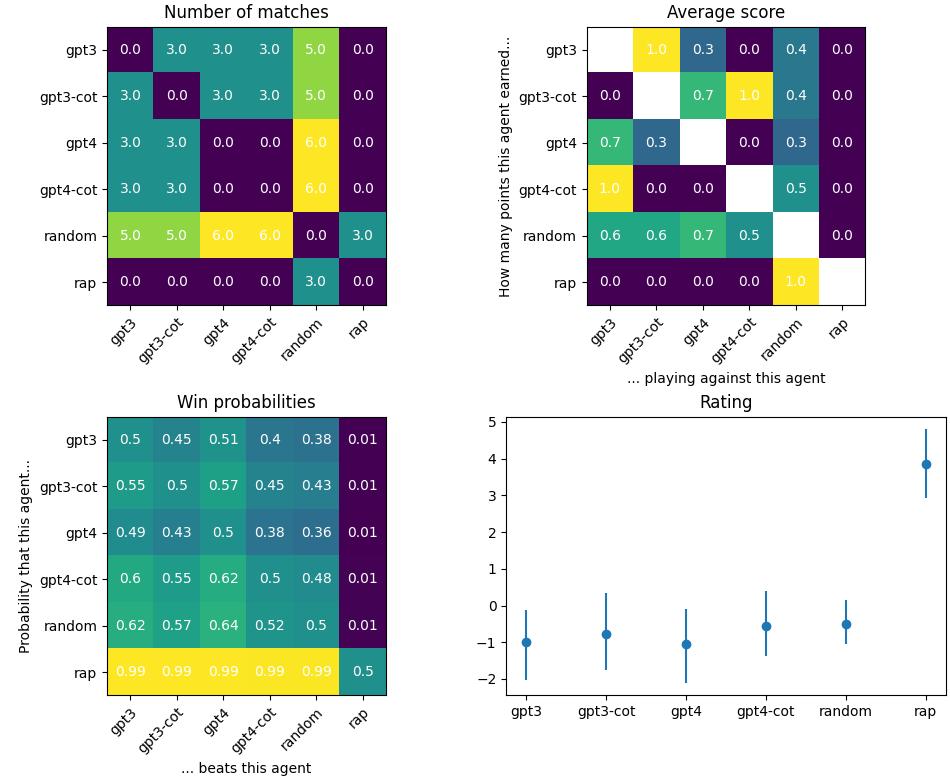 Number of matches
gpt3 0.0 3.0 3.0 3.0 5.0 0.0
gpt3-cot 3.0 0.0 3.0 3.0 5.0 0.0
gpt4 3.0 3.0 0.0 0.0 6.0 0.0
gpt4-cot 3.0 3.0 0.0 0.0 6.0 0.0
random 5.0 5.0 6.0 6.0 0.0 3.0
rap 0.0 0.0 0.0 0.0 3.0 0.0
gpt3 gpt3-cot gpt4 gpt4-cot random rap
Average score
How many points this agent earned...
gpt3 1.0 0.3 0.0 0.4 0.0
gpt3-cot 0.0 0.7 1.0 0.4 0.0
gpt4 0.7 0.3 0.0 0.3 0.0
gpt4-cot 1.0 0.0 0.0 0.5 0.0
random 0.6 0.6 0.7 0.5 0.0
rap 0.0 0.0 0.0 0.0 1.0
gpt3 gpt3-cot gpt4 gpt4-cot random rap
... playing against this agent
Win probabilities
Probability that this agent...
gpt3 0.5 0.45 0.51 0.4 0.38 0.01
gpt3-cot 0.55 0.5 0.57 0.45 0.43 0.01
gpt4 0.49 0.43 0.5 0.38 0.36 0.01
gpt4-cot 0.6 0.55 0.62 0.5 0.48 0.01
random 0.62 0.57 0.64 0.52 0.5 0.01
rap 0.99 0.99 0.99 0.99 0.99 0.5
gpt3 gpt3-cot gpt4 gpt4-cot random rap
... beats this agent
Rating
5
4
3
2
1
0
−1
−2
gpt3 gpt3-cot gpt4 gpt4-cot random rap